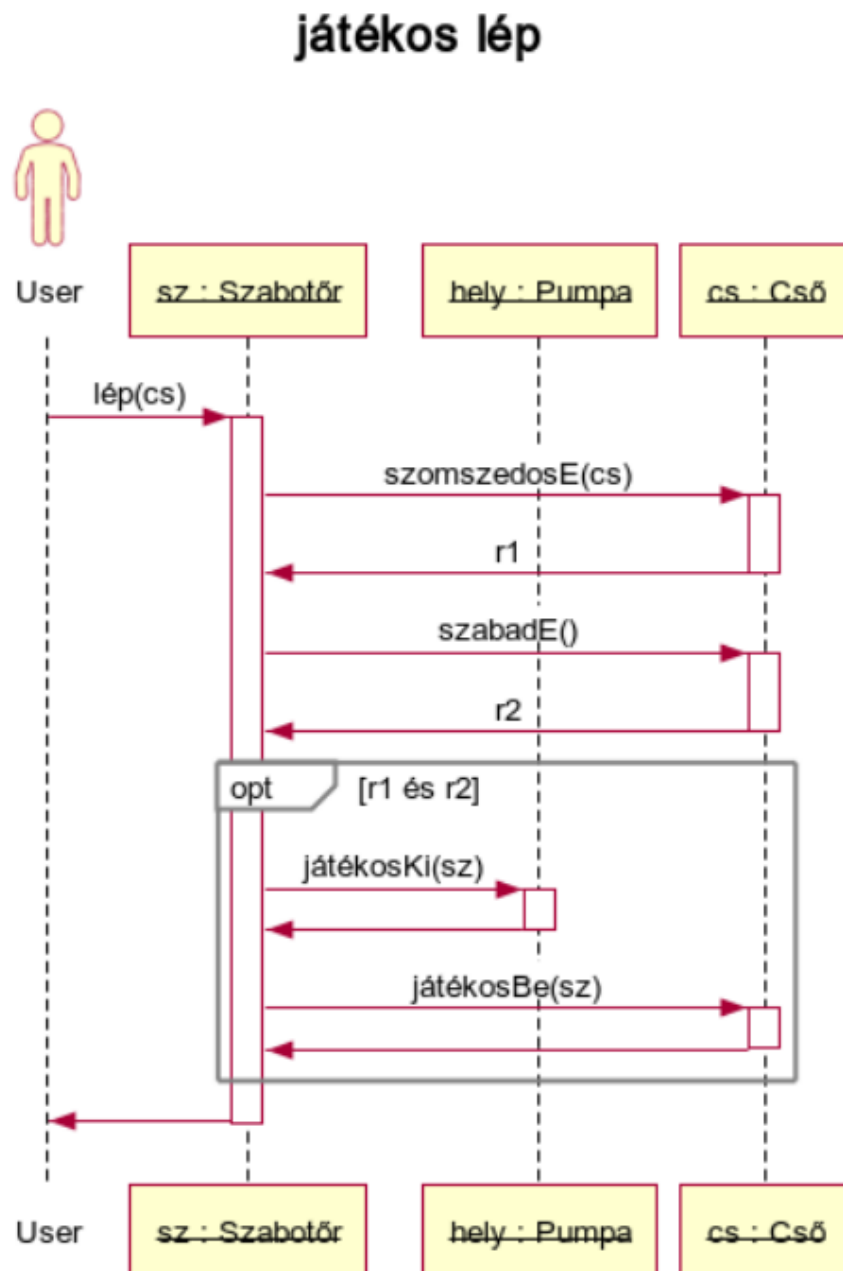 játékos lép
User
sz : Szabotőr
hely : Pumpa
cs : Cső
lép(cs)
szomszedosE(cs)
r1
szabadE()
r2
opt
[r1 és r2]
játékosKi(sz)
játékosBe(sz)
User
sz : Szabotőr
hely : Pumpa
cs : Cső